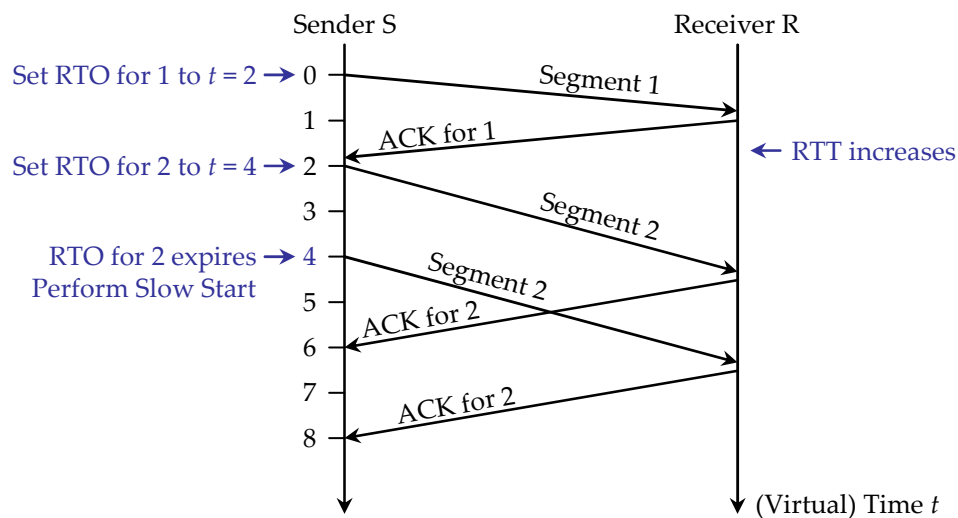 Sender S
Receiver R
Set RTO for 1 to t = 2
0
Segment 1
1
ACK for 1
RTT increases
Set RTO for 2 to t = 4
2
3
Segment 2
RTO for 2 expires
Perform Slow Start
4
Segment 2
5
ACK for 2
6
7
ACK for 2
8
(Virtual) Time t